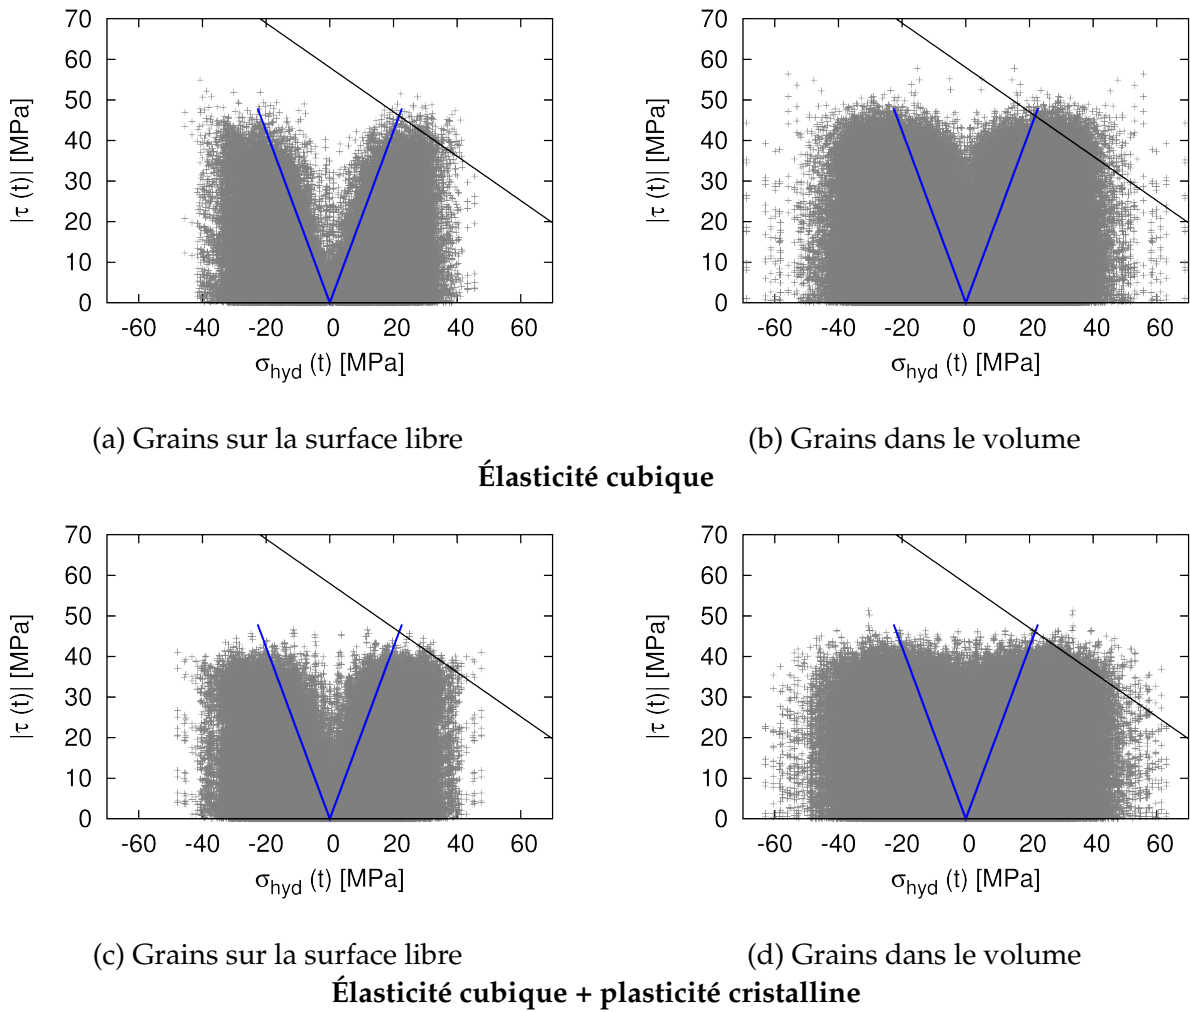 70
60
50
40
30
20
10
0
|τ (t)| [MPa]
-60 -40 -20 0 20 40 60
σhyd (t) [MPa]
(a) Grains sur la surface libre
70
60
50
40
30
20
10
0
|τ (t)| [MPa]
-60 -40 -20 0 20 40 60
σhyd (t) [MPa]
(b) Grains dans le volume
Élasticité cubique
70
60
50
40
30
20
10
0
|τ (t)| [MPa]
-60 -40 -20 0 20 40 60
σhyd (t) [MPa]
(c) Grains sur la surface libre
70
60
50
40
30
20
10
0
|τ (t)| [MPa]
-60 -40 -20 0 20 40 60
σhyd (t) [MPa]
(d) Grains dans le volume
Élasticité cubique + plasticité cristalline